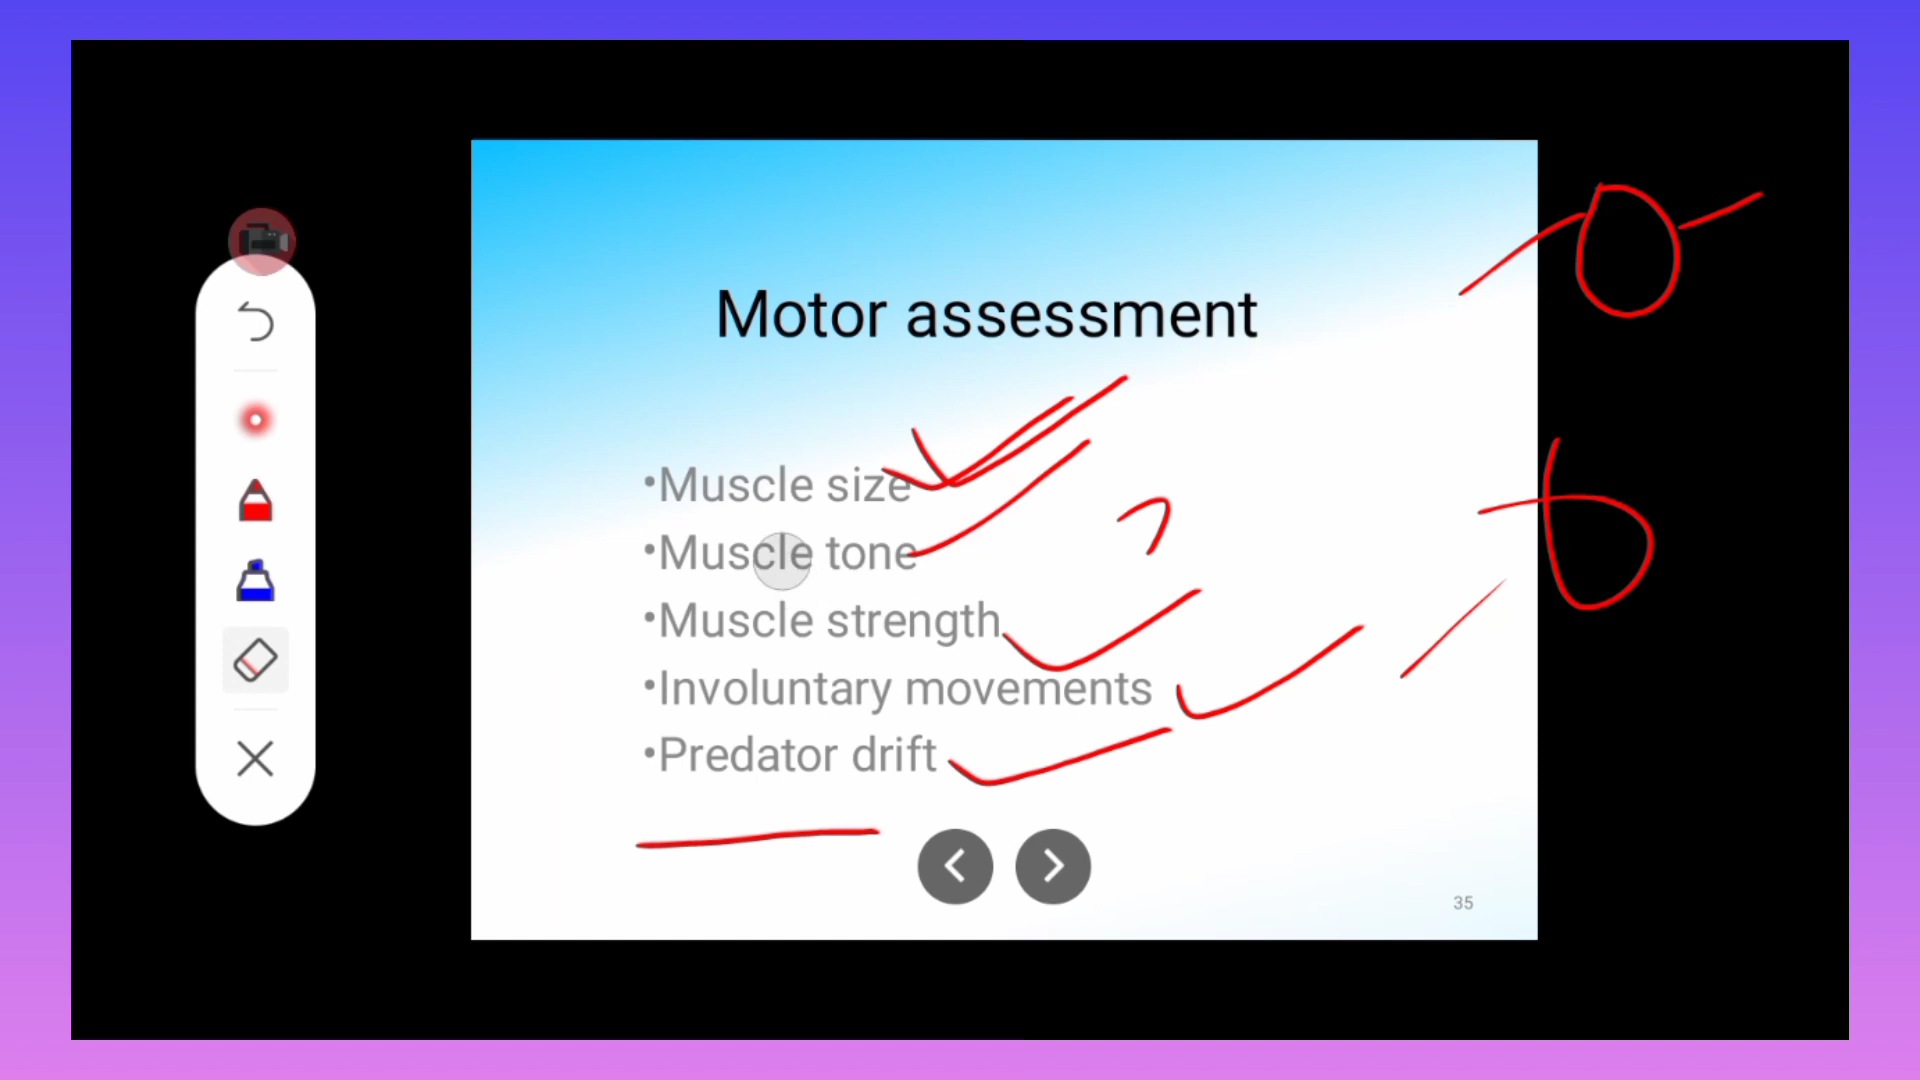 Motor assessment
•Muscle size
•Muscle tone
•Muscle strength
•Involuntary movements
•Predator drift
35